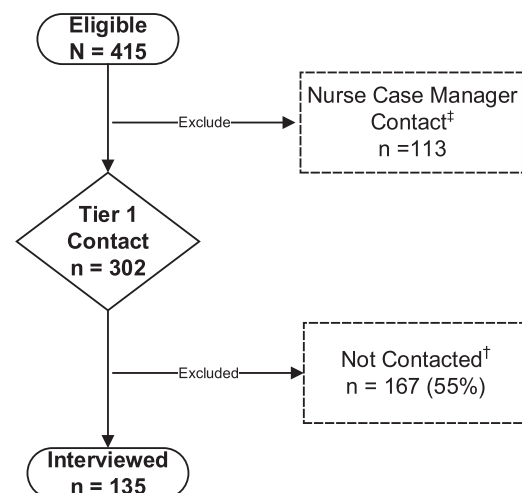 Eligible
N = 415
Exclude
Nurse Case Manager
Contact‡
n =113
Tier 1
Contact
n = 302
Excluded
Not Contacted†
n = 167 (55%)
Interviewed
n = 135